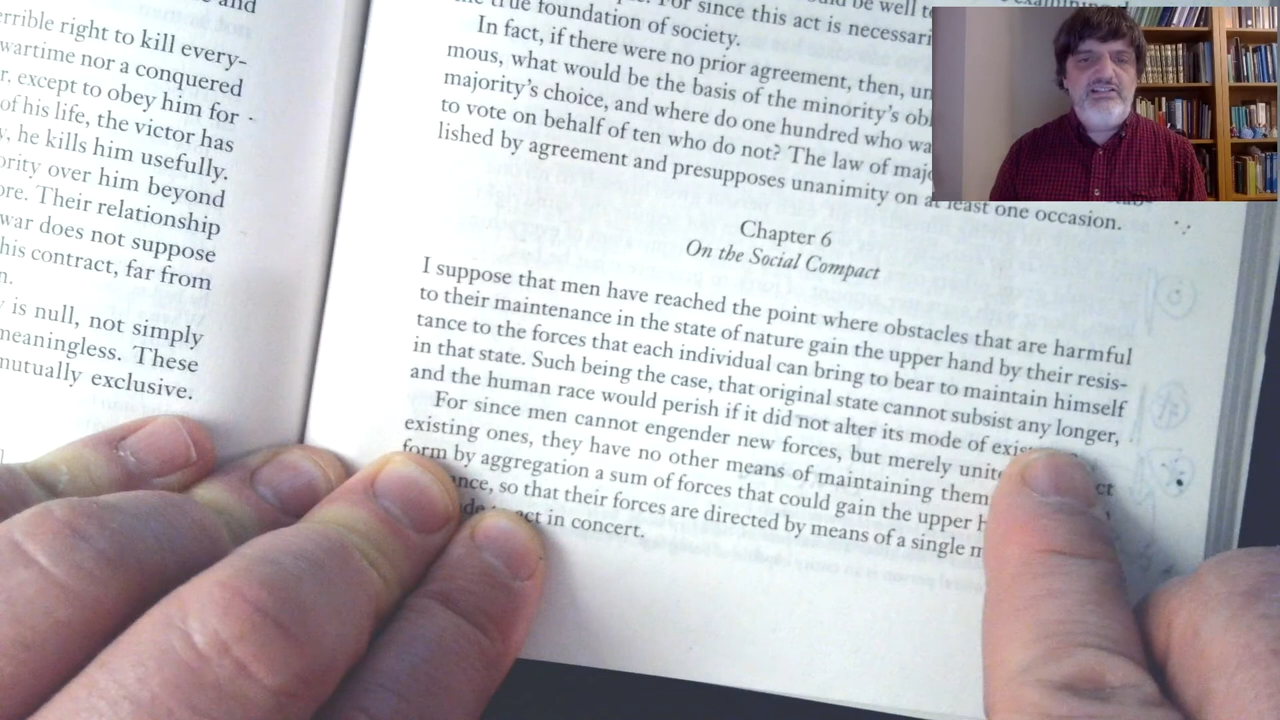 and
errible right to kill every-
wartime nor a conquered
r, except to obey him for
of his life, the victor has
he kills him usefully.
ority over him beyond
ore. Their relationship
war does not suppose
his contract, far from
n.
is null, not simply
meaningless. These
mutually exclusive.
or since this act is necessari
true foundation of society.
In fact, if there were no prior agreement, then, un
mous, what would be the basis of the minority's ob
majority's choice, and where do one hundred who wa
to vote on behalf of ten who do not? The law of majo
lished by agreement and presupposes unanimity on at least one occasion.
Chapter 6
On the Social Compact
I suppose that men have reached the point where obstacles that are harmful
to their maintenance in the state of nature gain the upper hand by their resis-
tance to the forces that each individual can bring to bear to maintain himself
in that state. Such being the case, that original state cannot subsist any longer,
and the human race would perish if it did not alter its mode of exis
For since men cannot engender new forces, but merely unite ct
existing ones, they have no other means of maintaining them
form by aggregation a sum of forces that could gain the upper h
ance, so that their forces are directed by means of a single m
de act in concert.